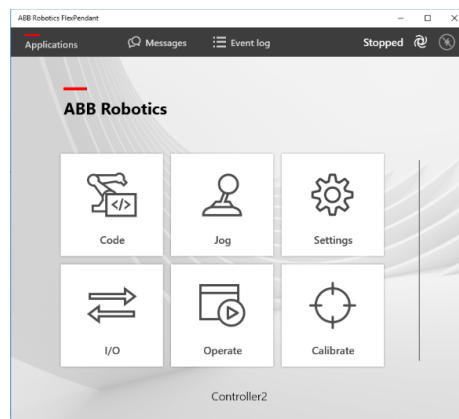 ABB Robotics FlexPendant
Applications Messages Event log Stopped
ABB Robotics
</>
Code Jog Settings
I/O Operate Calibrate
Controller2